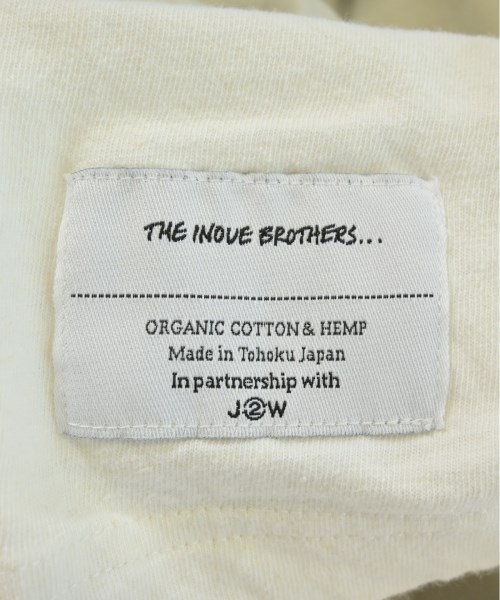 THE INOUE BROTHERS...
ORGANIC COTTON & HEMP
Made in Tohoku Japan
In partnership with
J②W